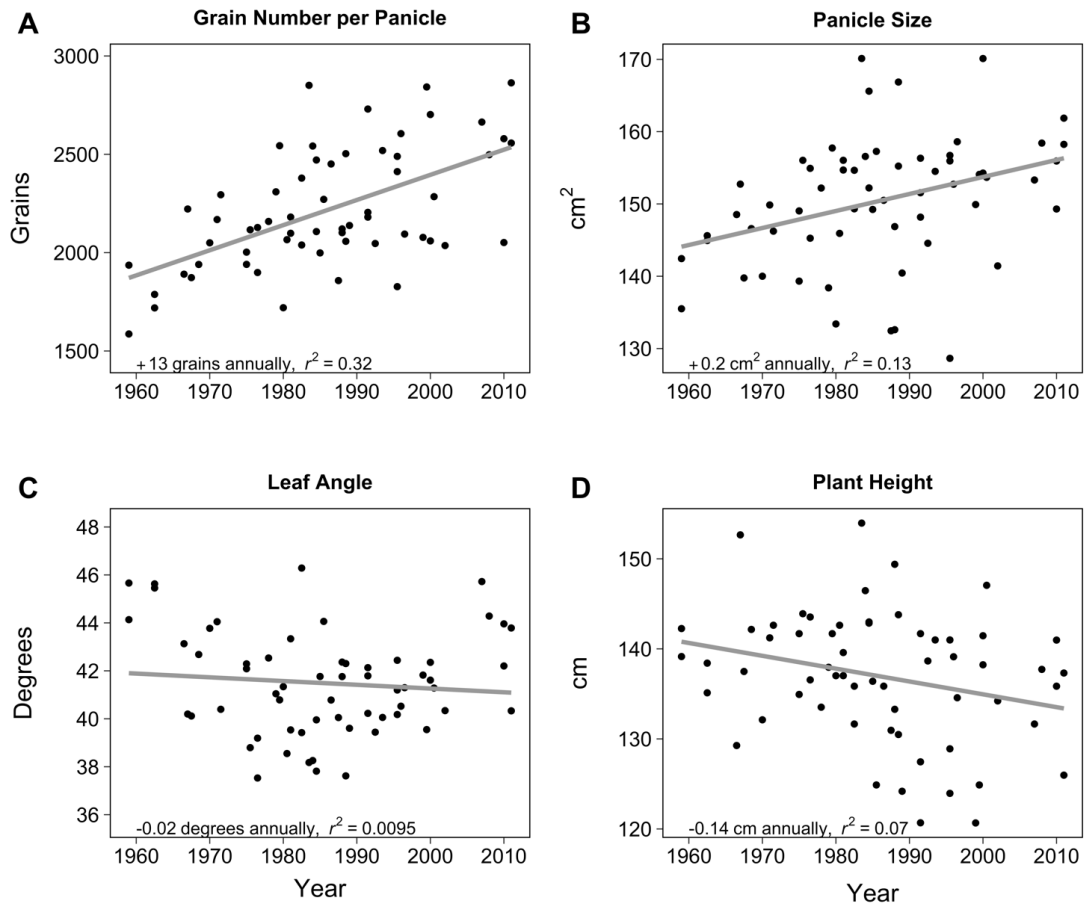 A
Grain Number per Panicle
Grains
3000
2500
2000
1500
+ 13 grains annually, r² = 0.32
1960 1970 1980 1990 2000 2010
B
Panicle Size
cm²
170
160
150
140
130
+ 0.2 cm² annually, r² = 0.13
1960 1970 1980 1990 2000 2010
C
Leaf Angle
Degrees
48
46
44
42
40
38
36
-0.02 degrees annually, r² = 0.0095
1960 1970 1980 1990 2000 2010
Year
D
Plant Height
cm
150
140
130
120
-0.14 cm annually, r² = 0.07
1960 1970 1980 1990 2000 2010
Year